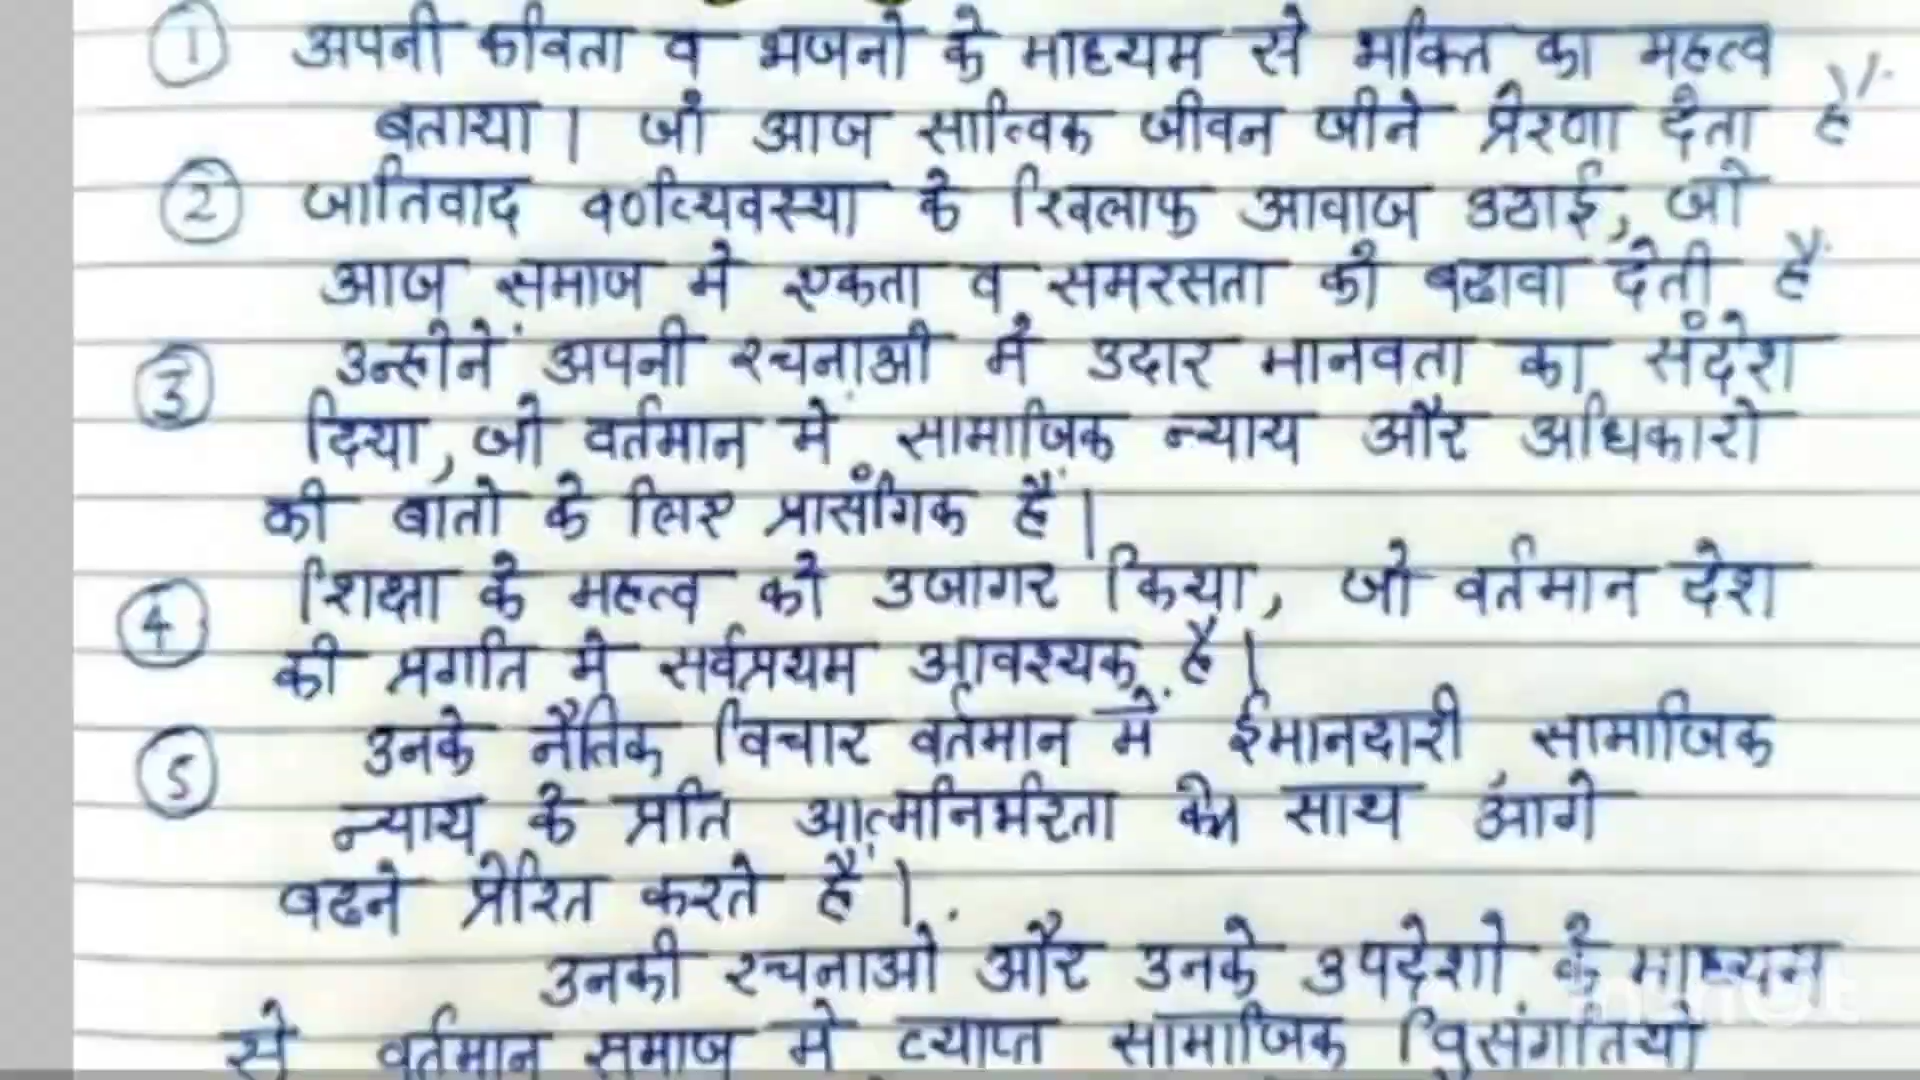 ① अपनी कविता व भजनो के माध्यम से भक्ति का महत्व
बताया। जो आज सात्विक जीवन जीने प्रेरणा देता है
② जातिवाद वर्णव्यवस्था के खिलाफ आवाज उठाई, जो
आज समाज मे एकता व समरसता को बढावा देती है
③ उन्होंने अपनी रचनाओ में उदार मानवता का संदेश
दिया, जो वर्तमान में सामाजिक न्याय और अधिकारो
की बातो के लिए प्रासंगिक हैं।
④ शिक्षा के महत्व को उजागर किया, जो वर्तमान देश
की प्रगति मे सर्वप्रथम आवश्यक है।
⑤ उनके नैतिक विचार वर्तमान में ईमानदारी सामाजिक
न्याय के प्रति आत्मनिर्भरता के साथ आगे
बढने प्रेरित करते हैं।
उनकी रचनाओं और उनके उपदेशो के माध्यम
से वर्तमान समाज मे व्याप्त सामाजिक विसंगतियो